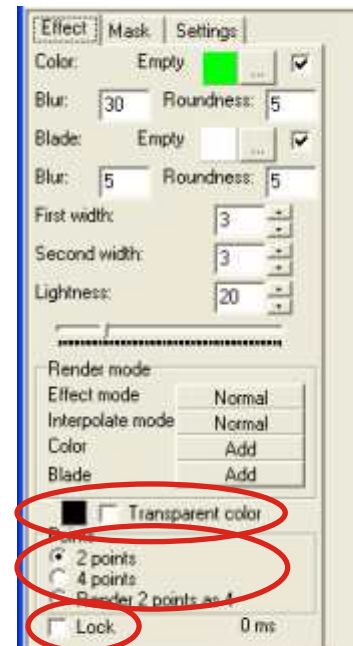 Effect Mask Settings
Color: Empty ...
Blur: 30 Roundness: 5
Blade: Empty ...
Blur: 5 Roundness: 5
First width: 3
Second width: 3
Lightness: 20
Render mode
Effect mode Normal
Interpolate mode Normal
Color Add
Blade Add
Transparent color
Points
2 points
4 points
Render 2 points as 4
Lock 0 ms